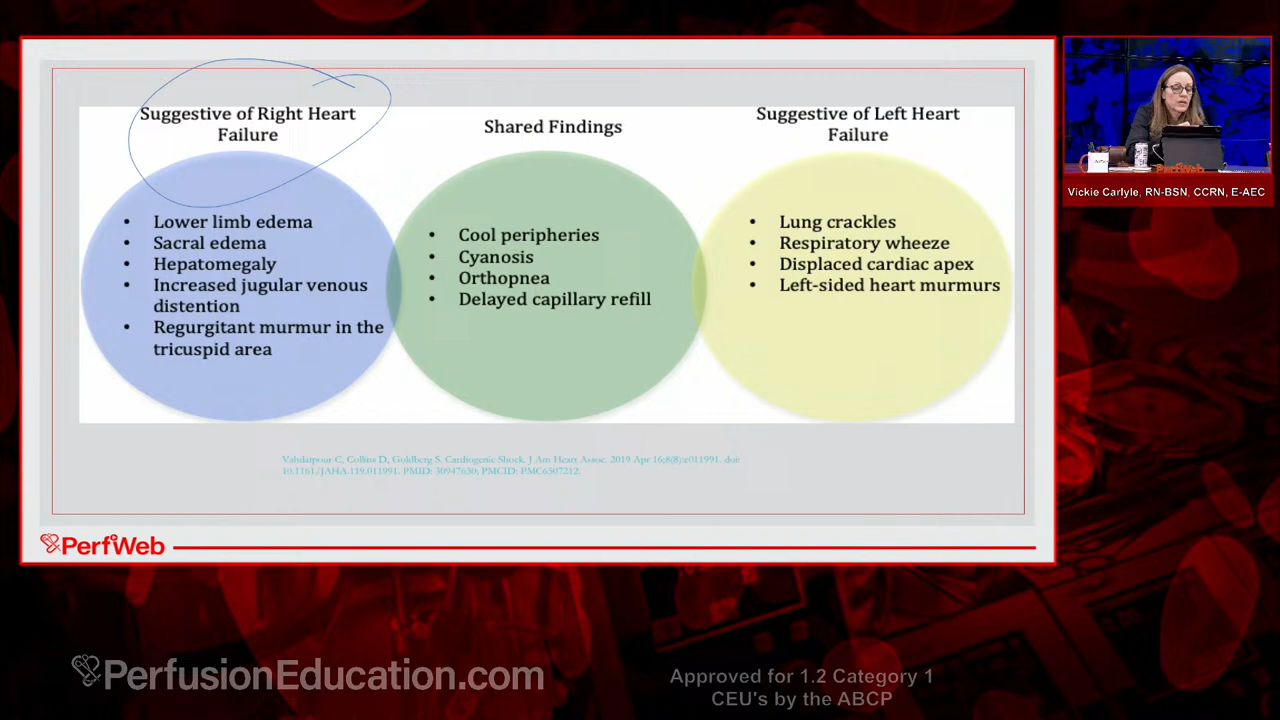 Suggestive of Right Heart
Failure
• Lower limb edema
• Sacral edema
• Hepatomegaly
• Increased jugular venous
distention
• Regurgitant murmur in the
tricuspid area
Shared Findings
• Cool peripheries
• Cyanosis
• Orthopnea
• Delayed capillary refill
Suggestive of Left Heart
Failure
• Lung crackles
• Respiratory wheeze
• Displaced cardiac apex
• Left-sided heart murmurs
Vahdatpour C, Collins D, Goldberg S. Cardiogenic Shock. J Am Heart Assoc. 2019 Apr 16;8(8):e011991. doi:
10.1161/JAHA.119.011991. PMID: 30947630; PMCID: PMC6507212.
PerfWeb
PerfWeb
Vickie Carlyle, RN-BSN, CCRN, E-AEC
PerfusionEducation.com
Approved for 1.2 Category 1
CEU's by the ABCP